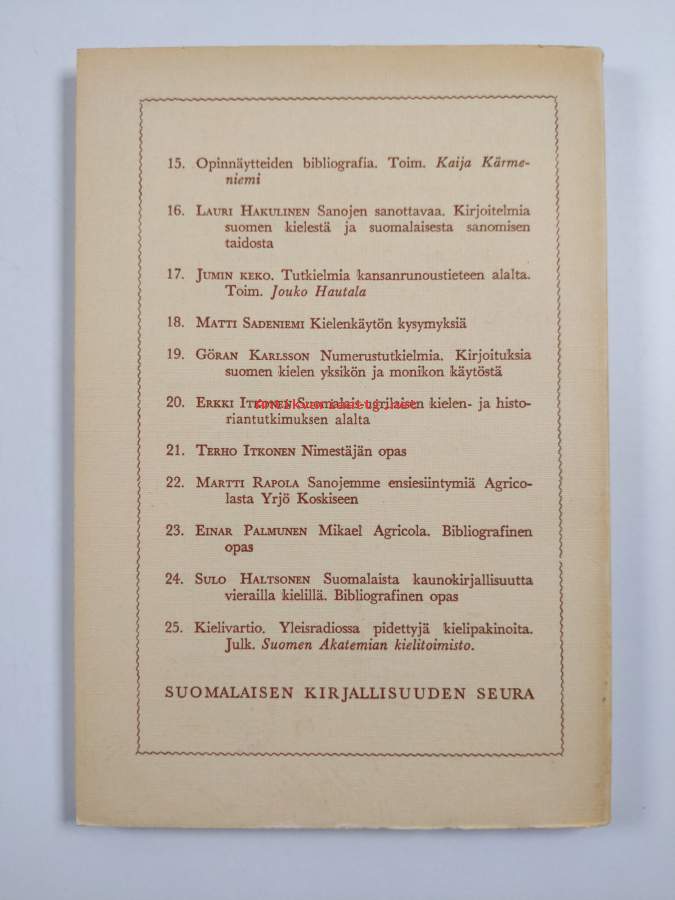 15. Opinnäytteiden bibliografia. Toim. Kaija Kärme-
niemi
16. LAURI HAKULINEN Sanojen sanottavaa. Kirjoitelmia
suomen kielestä ja suomalaisesta sanomisen
taidosta
17. JUMIN KEKO. Tutkielmia kansanrunoustieteen alalta.
Toim. Jouko Hautala
18. MATTI SADENIEMI Kielenkäytön kysymyksiä
19. GÖRAN KARLSSON Numerustutkielmia. Kirjoituksia
suomen kielen yksikön ja monikon käytöstä
20. ERKKI ITKONEN Suomalais-ugrilaisen kielen- ja histo-
riantutkimuksen alalta
21. TERHO ITKONEN Nimestäjän opas
22. MARTTI RAPOLA Sanojemme ensiesiintymiä Agrico-
lasta Yrjö Koskiseen
23. EINAR PALMUNEN Mikael Agricola. Bibliografinen
opas
24. SULO HALTSONEN Suomalaista kaunokirjallisuutta
vierailla kielillä. Bibliografinen opas
25. Kielivartio. Yleisradiossa pidettyjä kielipakinoita.
Julk. Suomen Akatemian kielitoimisto.
SUOMALAISEN KIRJALLISUUDEN SEURA